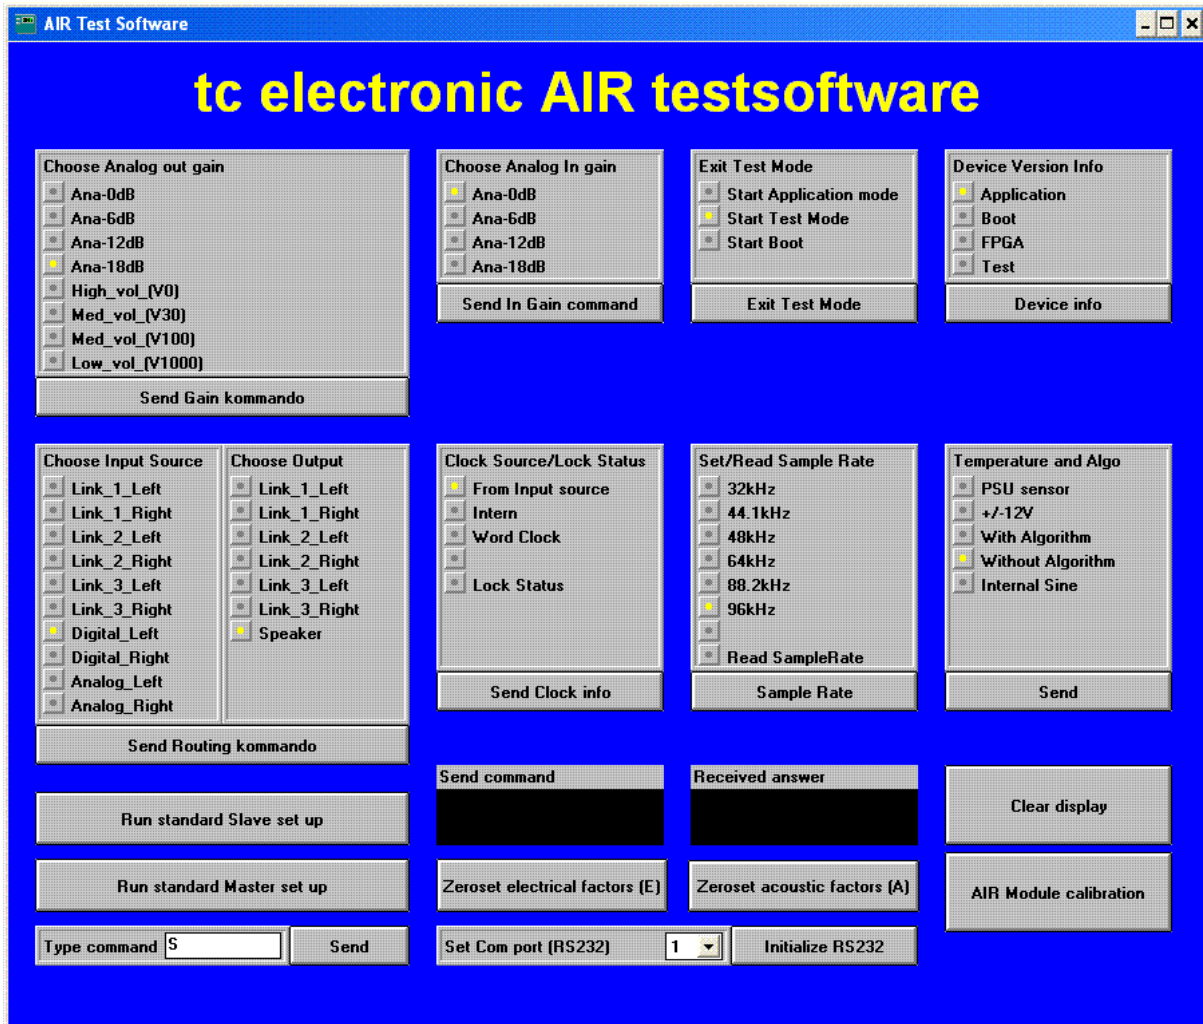 AIR Test Software
tc electronic AIR testsoftware
Choose Analog out gain
Ana-0dB
Ana-6dB
Ana-12dB
Ana-18dB
High_vol_(V0)
Med_vol_(V30)
Med_vol_(V100)
Low_vol_(V1000)
Send Gain kommando
Choose Analog In gain
Ana-0dB
Ana-6dB
Ana-12dB
Ana-18dB
Send In Gain command
Exit Test Mode
Start Application mode
Start Test Mode
Start Boot
Exit Test Mode
Device Version Info
Application
Boot
FPGA
Test
Device info
Choose Input Source
Link_1_Left
Link_1_Right
Link_2_Left
Link_2_Right
Link_3_Left
Link_3_Right
Digital_Left
Digital_Right
Analog_Left
Analog_Right
Choose Output
Link_1_Left
Link_1_Right
Link_2_Left
Link_2_Right
Link_3_Left
Link_3_Right
Speaker
Send Routing kommando
Clock Source/Lock Status
From Input source
Intern
Word Clock
Lock Status
Send Clock info
Set/Read Sample Rate
32kHz
44.1kHz
48kHz
64kHz
88.2kHz
96kHz
Read SampleRate
Sample Rate
Temperature and Algo
PSU sensor
+/-12V
With Algorithm
Without Algorithm
Internal Sine
Send
Run standard Slave set up
Run standard Master set up
Type command S Send
Send command
Received answer
Clear display
Zeroset electrical factors (E)
Zeroset acoustic factors (A)
AIR Module calibration
Set Com port (RS232) 1 Initialize RS232